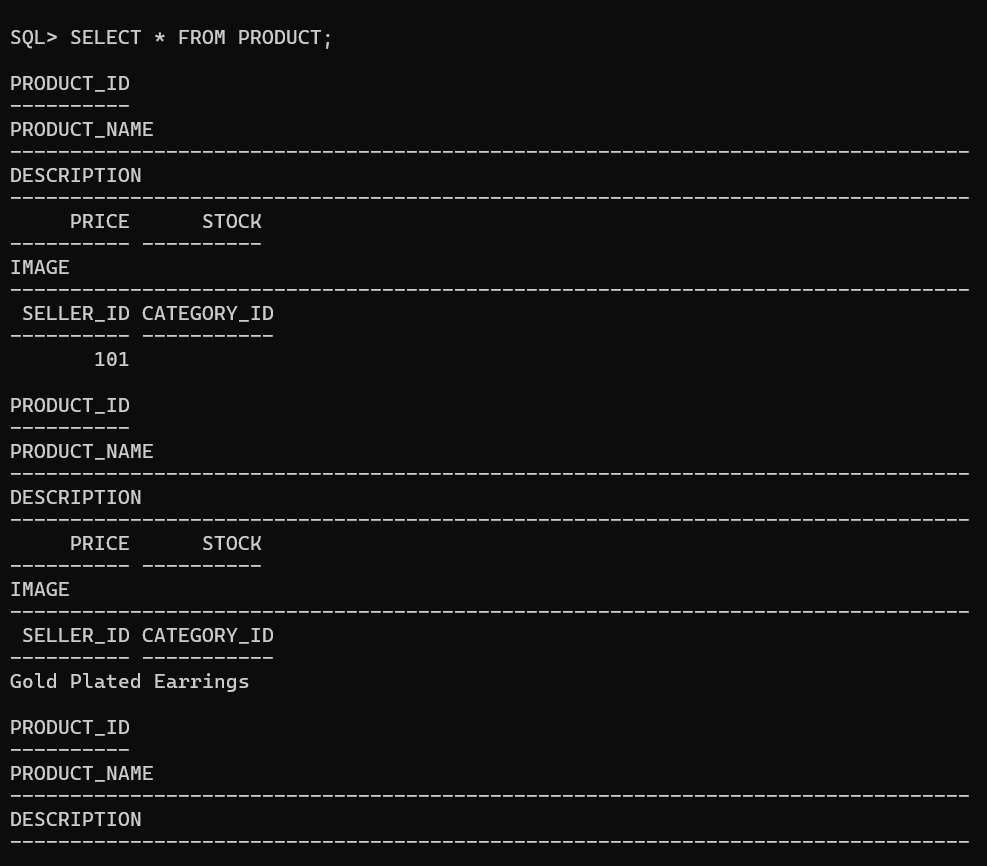 SQL> SELECT * FROM PRODUCT;
PRODUCT_ID
----------
PRODUCT_NAME
--------------------------------------------------------------------------------
DESCRIPTION
--------------------------------------------------------------------------------
     PRICE      STOCK
---------- ----------
IMAGE
--------------------------------------------------------------------------------
 SELLER_ID CATEGORY_ID
---------- -----------
       101
PRODUCT_ID
----------
PRODUCT_NAME
--------------------------------------------------------------------------------
DESCRIPTION
--------------------------------------------------------------------------------
     PRICE      STOCK
---------- ----------
IMAGE
--------------------------------------------------------------------------------
 SELLER_ID CATEGORY_ID
---------- -----------
Gold Plated Earrings
PRODUCT_ID
----------
PRODUCT_NAME
--------------------------------------------------------------------------------
DESCRIPTION
--------------------------------------------------------------------------------